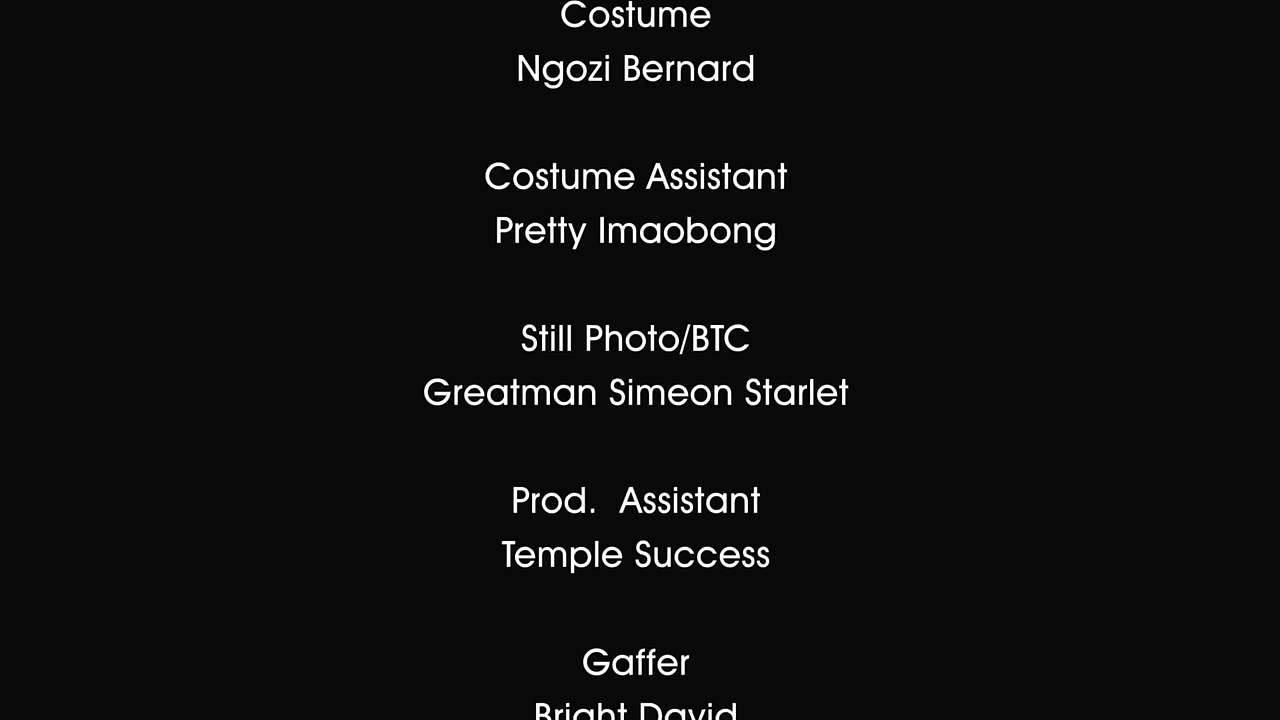 Costume
Ngozi Bernard
Costume Assistant
Pretty Imaobong
Still Photo/BTC
Greatman Simeon Starlet
Prod.  Assistant
Temple Success
Gaffer
Bright David